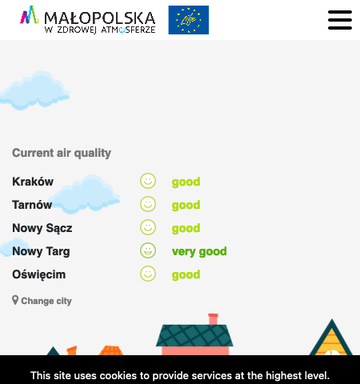 MAŁOPOLSKA
W ZDROWEJ ATMOSFERZE
Life
Current air quality
Kraków good
Tarnów good
Nowy Sącz good
Nowy Targ very good
Oświęcim good
Change city
This site uses cookies to provide services at the highest level.